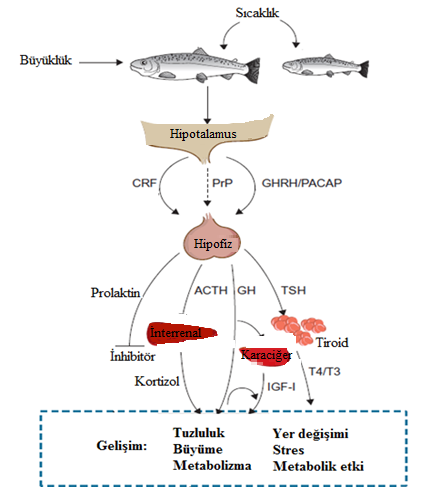 Sıcaklık
Büyüklük
Hipotalamus
CRF
PrP
GHRH/PACAP
Hipofiz
Prolaktin
ACTH
GH
TSH
İnterrenal
Tiroid
İnhibitör
Karaciğer
T4/T3
Kortizol
IGF-I
Gelişim:
Tuzluluk
Büyüme
Metabolizma
Yer değişimi
Stres
Metabolik etki